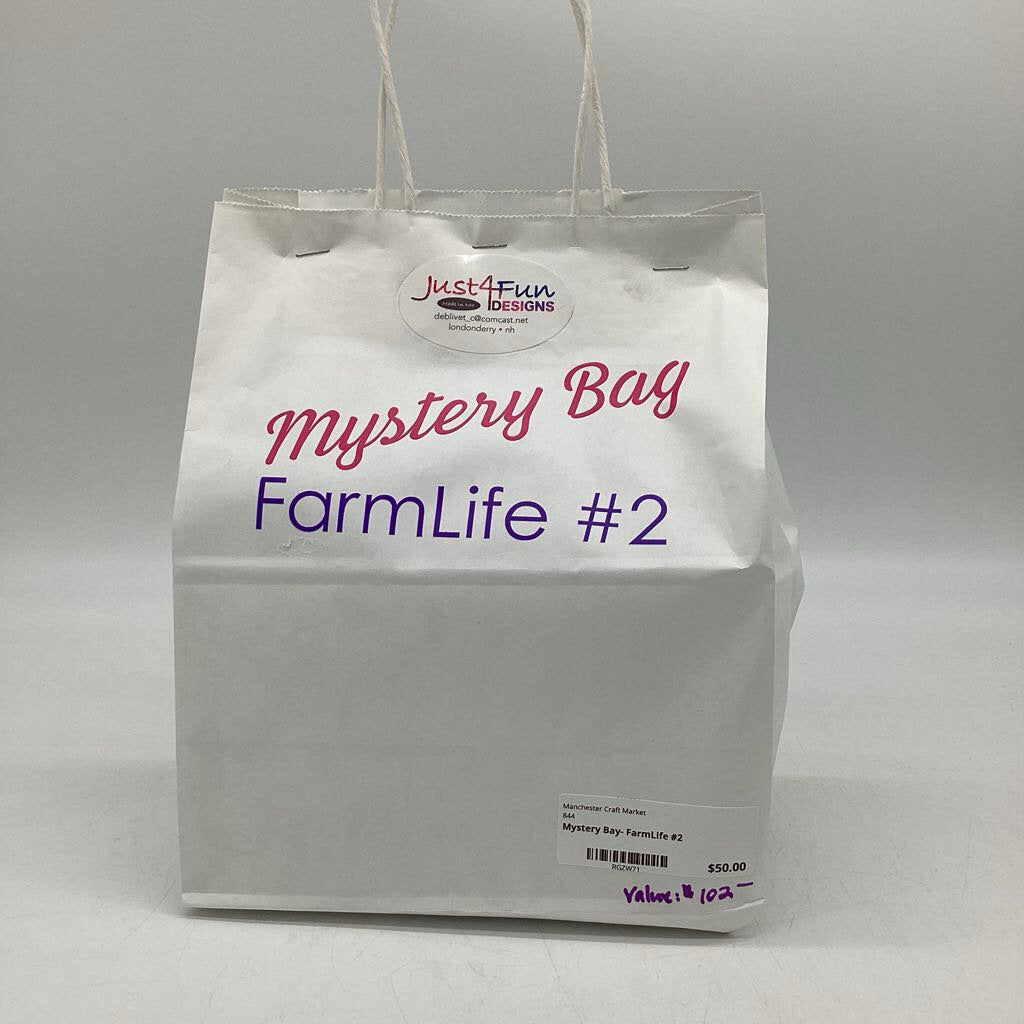 Just4Fun
Made in NH
DESIGNS
deblivet_c@comcast.net
londonderry • nh
Mystery Bag
FarmLife #2
Manchester Craft Market
844
Mystery Bay- FarmLife #2
RGZW71
$50.00
Value: $102-